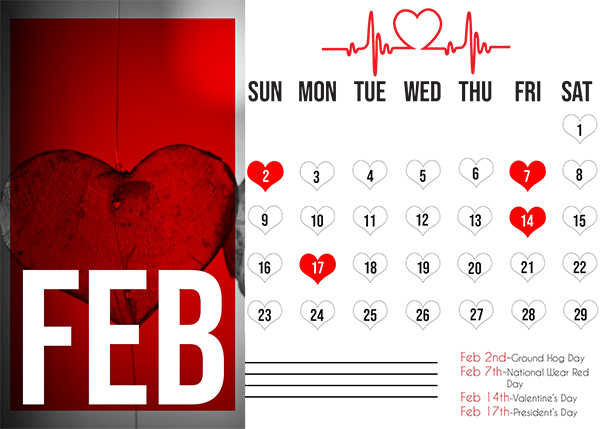 SUN MON TUE WED THU FRI SAT
1
2 3 4 5 6 7 8
9 10 11 12 13 14 15
16 17 18 19 20 21 22
23 24 25 26 27 28 29
FEB
Feb 2nd-Ground Hog Day
Feb 7th-National Wear Red
Day
Feb 14th-Valentine's Day
Feb 17th-President's Day